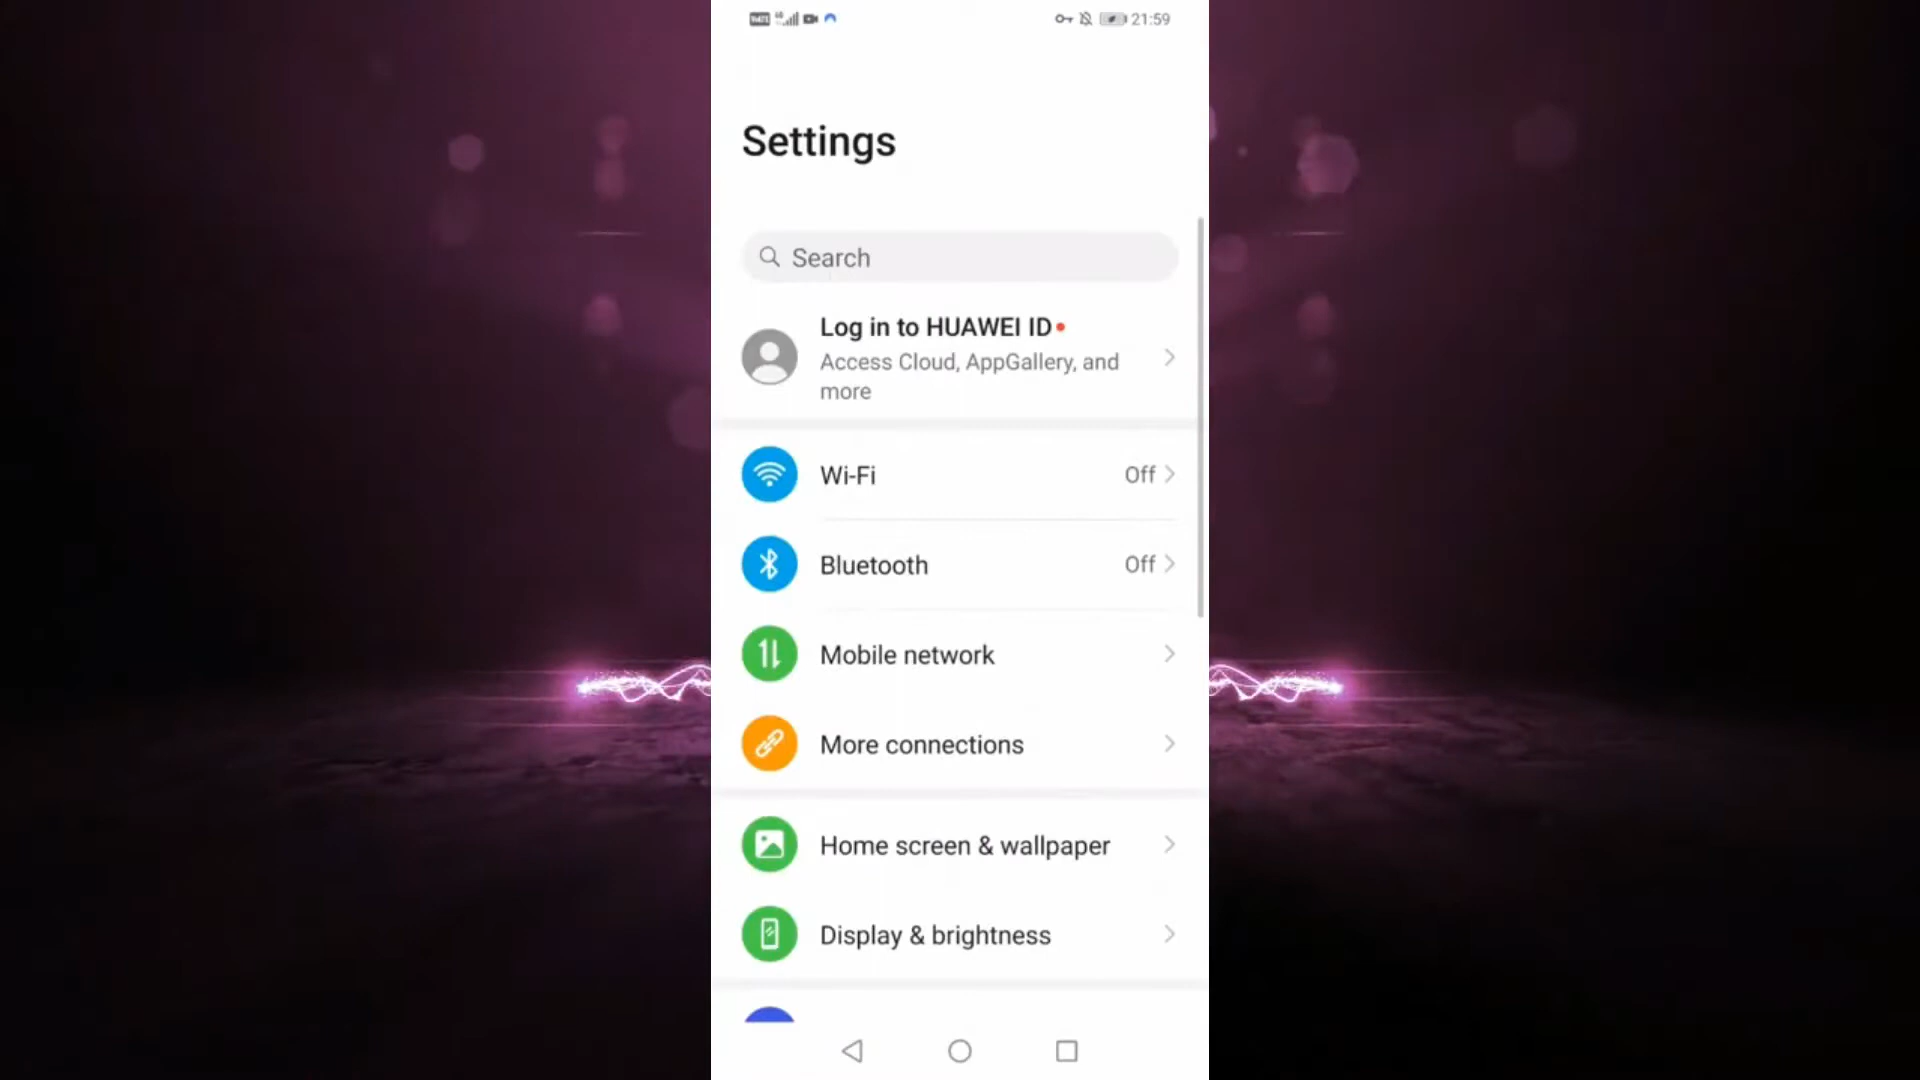 21:59
Settings
Search
Log in to HUAWEI ID
Access Cloud, AppGallery, and
more
Wi-Fi Off
Bluetooth Off
Mobile network
More connections
Home screen & wallpaper
Display & brightness